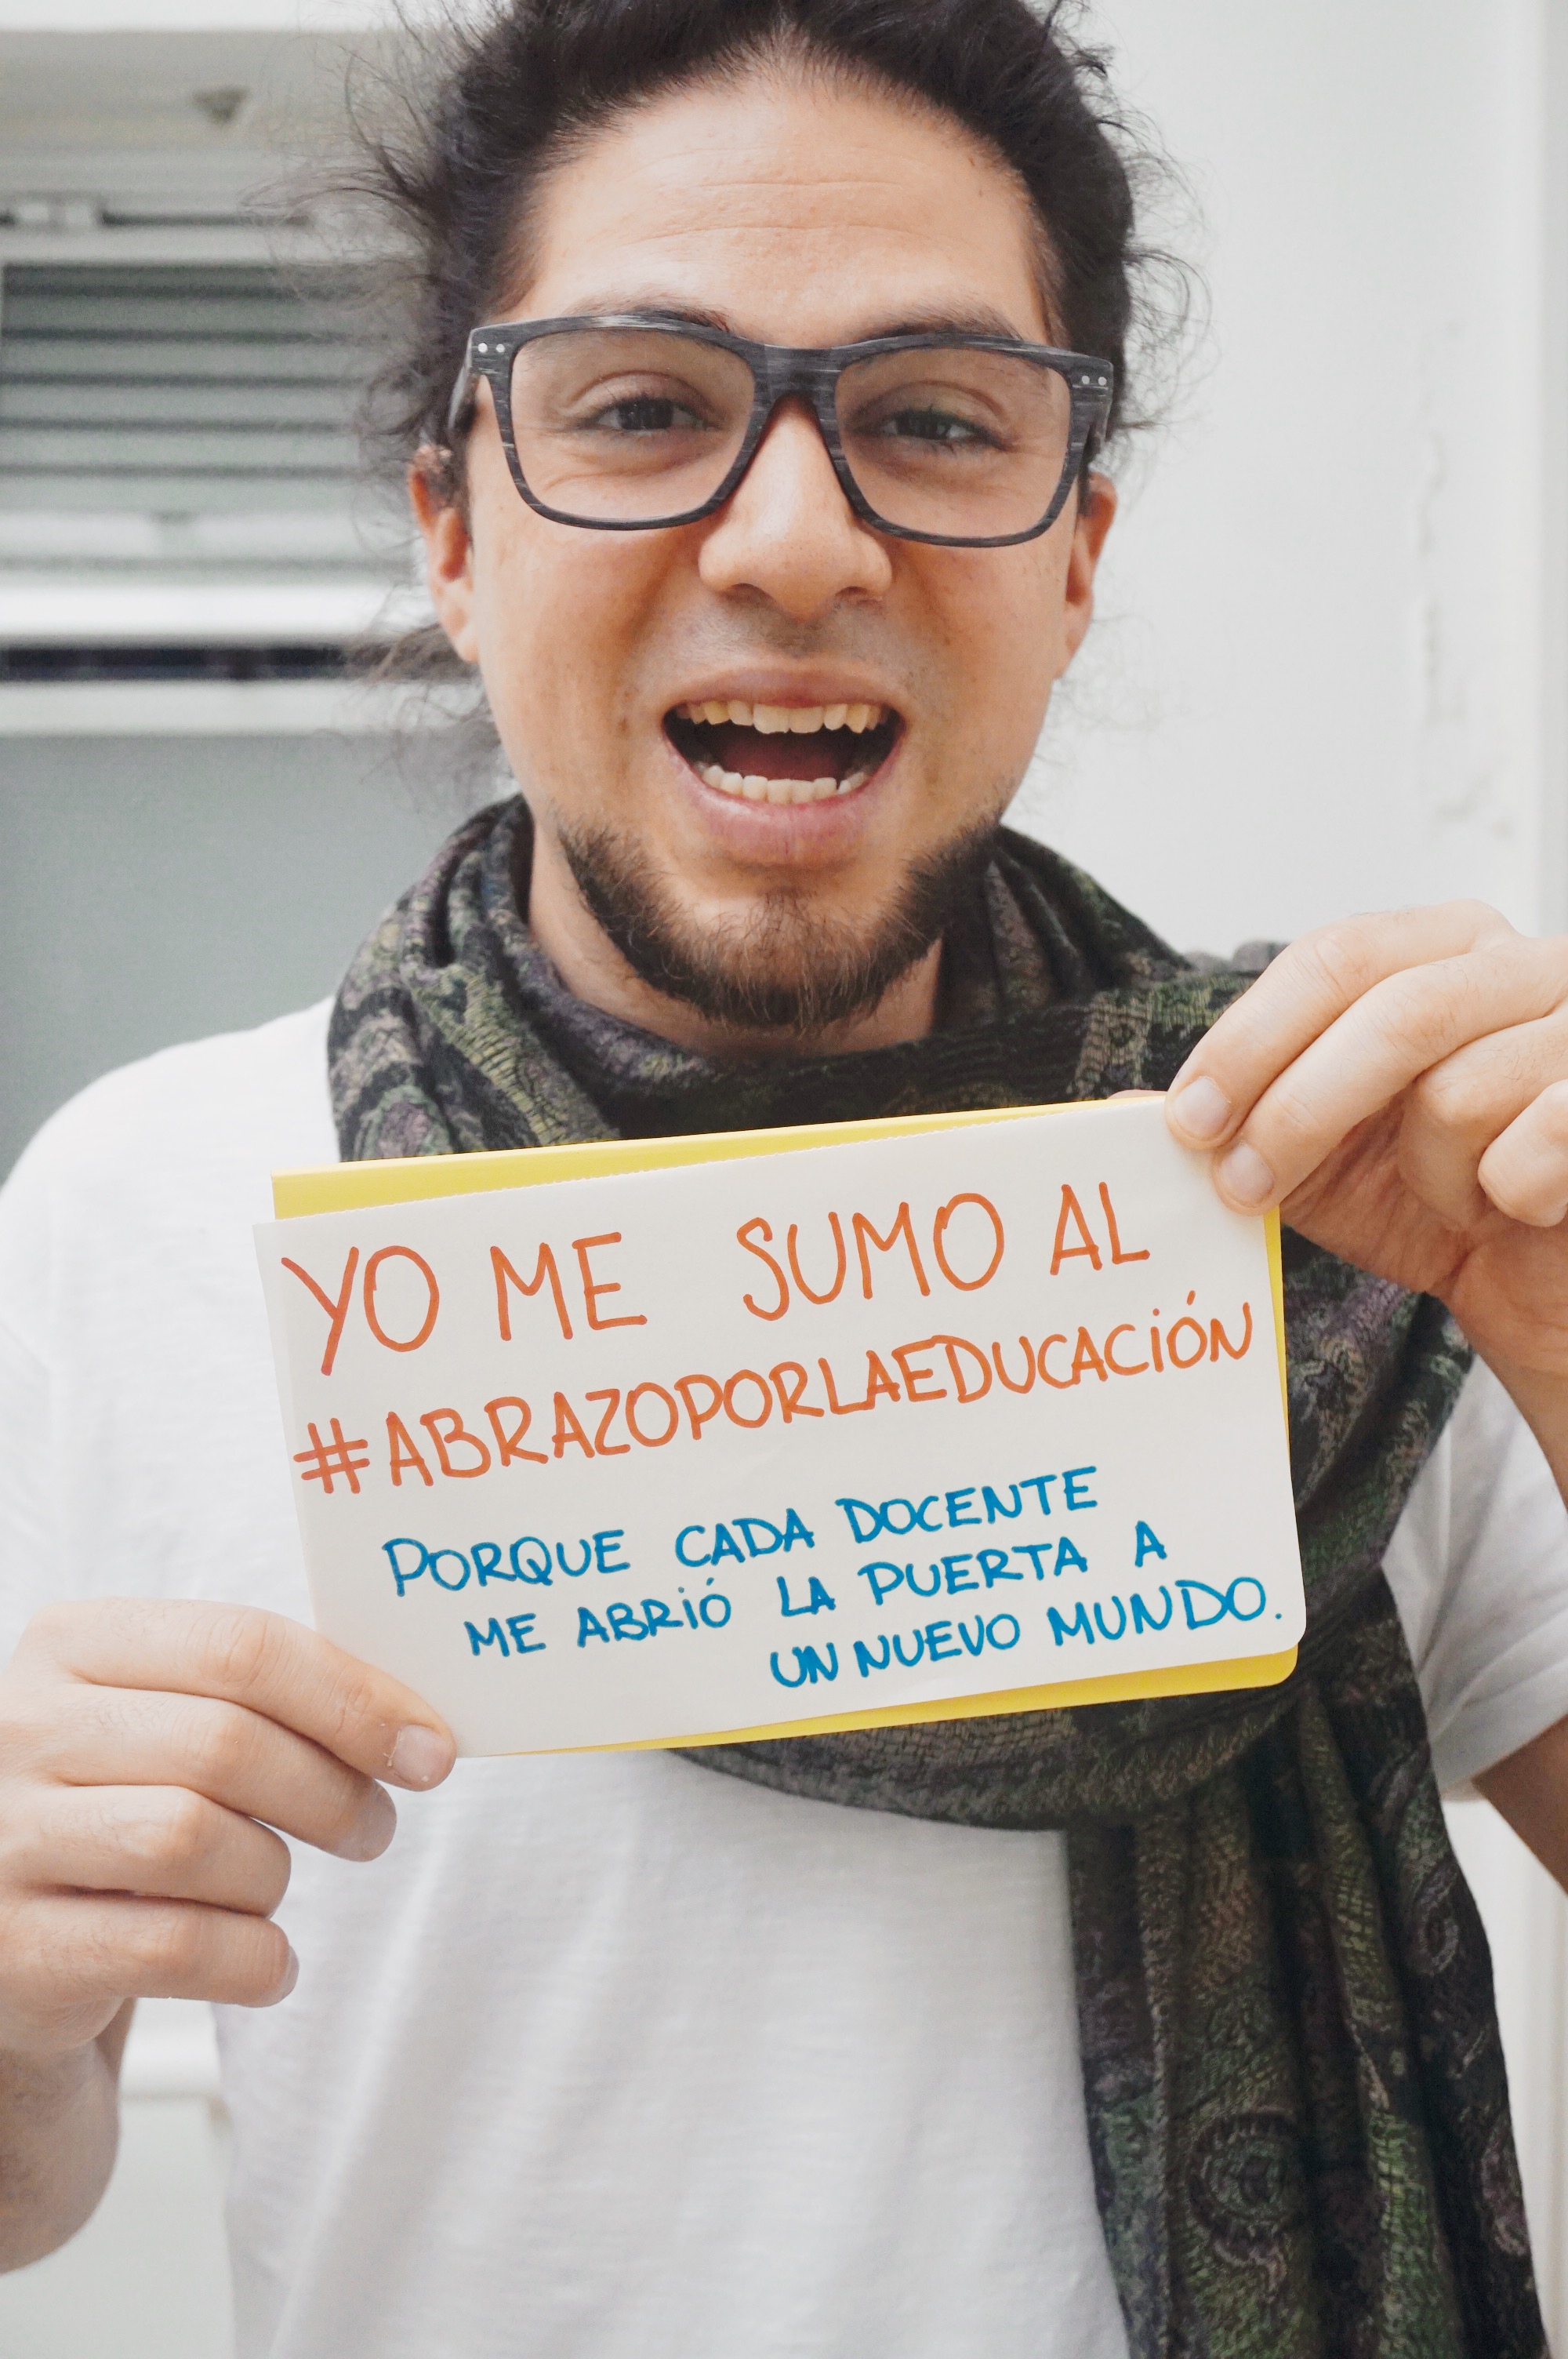 YO ME SUMO AL
#ABRAZOPORLAEDUCACIÓN
PORQUE CADA DOCENTE
ME ABRIÓ LA PUERTA A
UN NUEVO MUNDO.